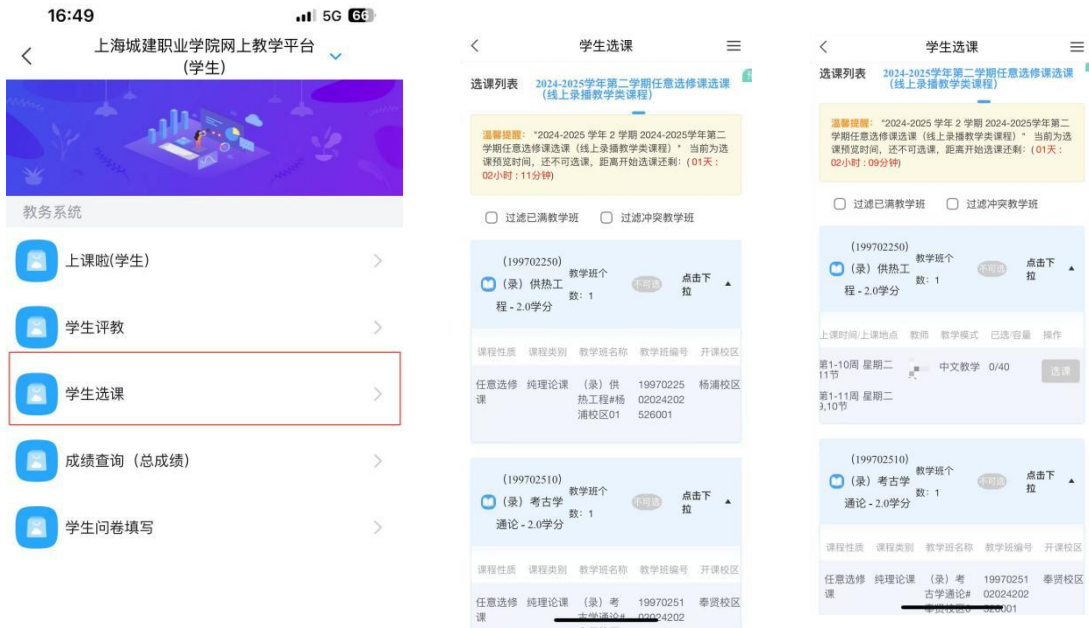 16:49
5G 66
上海城建职业学院网上教学平台
(学生)
教务系统
上课啦(学生)
学生评教
学生选课
成绩查询（总成绩）
学生问卷填写
学生选课
选课列表
2024-2025学年第二学期任意选修课选课
（线上录播教学类课程）
温馨提醒： “2024-2025 学年 2 学期 2024-2025学年第二
学期任意选修课选课（线上录播教学类课程）” 当前为选
课预览时间，还不可选课，距离开始选课还剩：(01天：
02小时：11分钟)
过滤已满教学班 过滤冲突教学班
(199702250)
（录）供热工
程 - 2.0学分
教学班个
数： 1
不可选
点击下
拉
课程性质 课程类别 教学班名称 教学班编号 开课校区
任意选修 纯理论课 （录）供 19970225 杨浦校区
课 热工程#杨 02024202
浦校区01 526001
(199702510)
（录）考古学
通论 - 2.0学分
教学班个
数： 1
不可选
点击下
拉
课程性质 课程类别 教学班名称 教学班编号 开课校区
任意选修 纯理论课 （录）考 19970251 奉贤校区
课 古学通论# 02024202
学生选课
选课列表
2024-2025学年第二学期任意选修课选课
（线上录播教学类课程）
温馨提醒： “2024-2025 学年 2 学期 2024-2025学年第二
学期任意选修课选课（线上录播教学类课程）” 当前为选
课预览时间，还不可选课，距离开始选课还剩：(01天：
02小时：09分钟)
过滤已满教学班 过滤冲突教学班
(199702250)
（录）供热工
程 - 2.0学分
教学班个
数： 1
不可选
点击下
拉
上课时间/上课地点 教师 教学模式 已选/容量 操作
第1-10周 星期二 中文教学 0/40 选课
11节
第1-11周 星期二
9,10节
(199702510)
（录）考古学
通论 - 2.0学分
教学班个
数： 1
不可选
点击下
拉
课程性质 课程类别 教学班名称 教学班编号 开课校区
任意选修 纯理论课 （录）考 19970251 奉贤校区
课 古学通论# 02024202